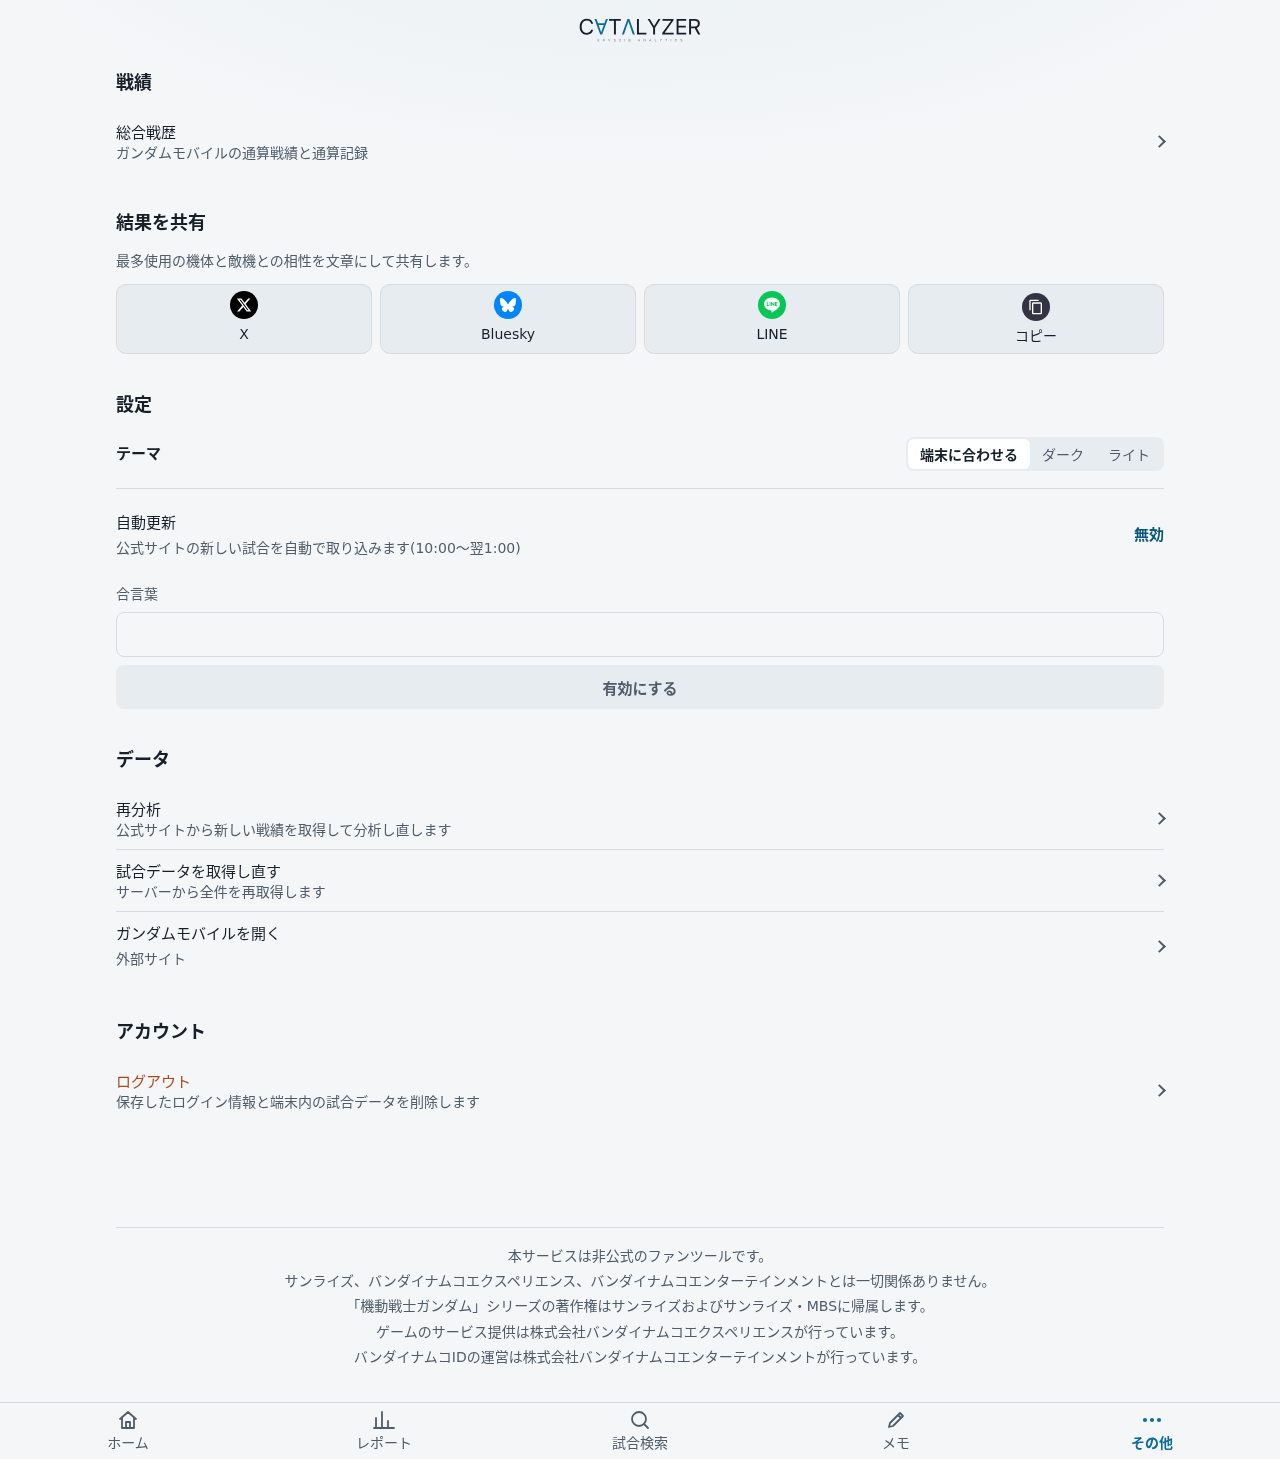 C∀TΛLYZER
戦績
総合戦歴
ガンダムモバイルの通算戦績と通算記録
結果を共有
最多使用の機体と敵機との相性を文章にして共有します。
X
Bluesky
LINE
コピー
設定
テーマ
端末に合わせる
ダーク
ライト
自動更新
公式サイトの新しい試合を自動で取り込みます(10:00〜翌1:00)
無効
合言葉
有効にする
データ
再分析
公式サイトから新しい戦績を取得して分析し直します
試合データを取得し直す
サーバーから全件を再取得します
ガンダムモバイルを開く
外部サイト
アカウント
ログアウト
保存したログイン情報と端末内の試合データを削除します
本サービスは非公式のファンツールです。
サンライズ、バンダイナムコエクスペリエンス、バンダイナムコエンターテインメントとは一切関係ありません。
「機動戦士ガンダム」シリーズの著作権はサンライズおよびサンライズ・MBSに帰属します。
ゲームのサービス提供は株式会社バンダイナムコエクスペリエンスが行っています。
バンダイナムコIDの運営は株式会社バンダイナムコエンターテインメントが行っています。
ホーム
レポート
試合検索
メモ
その他